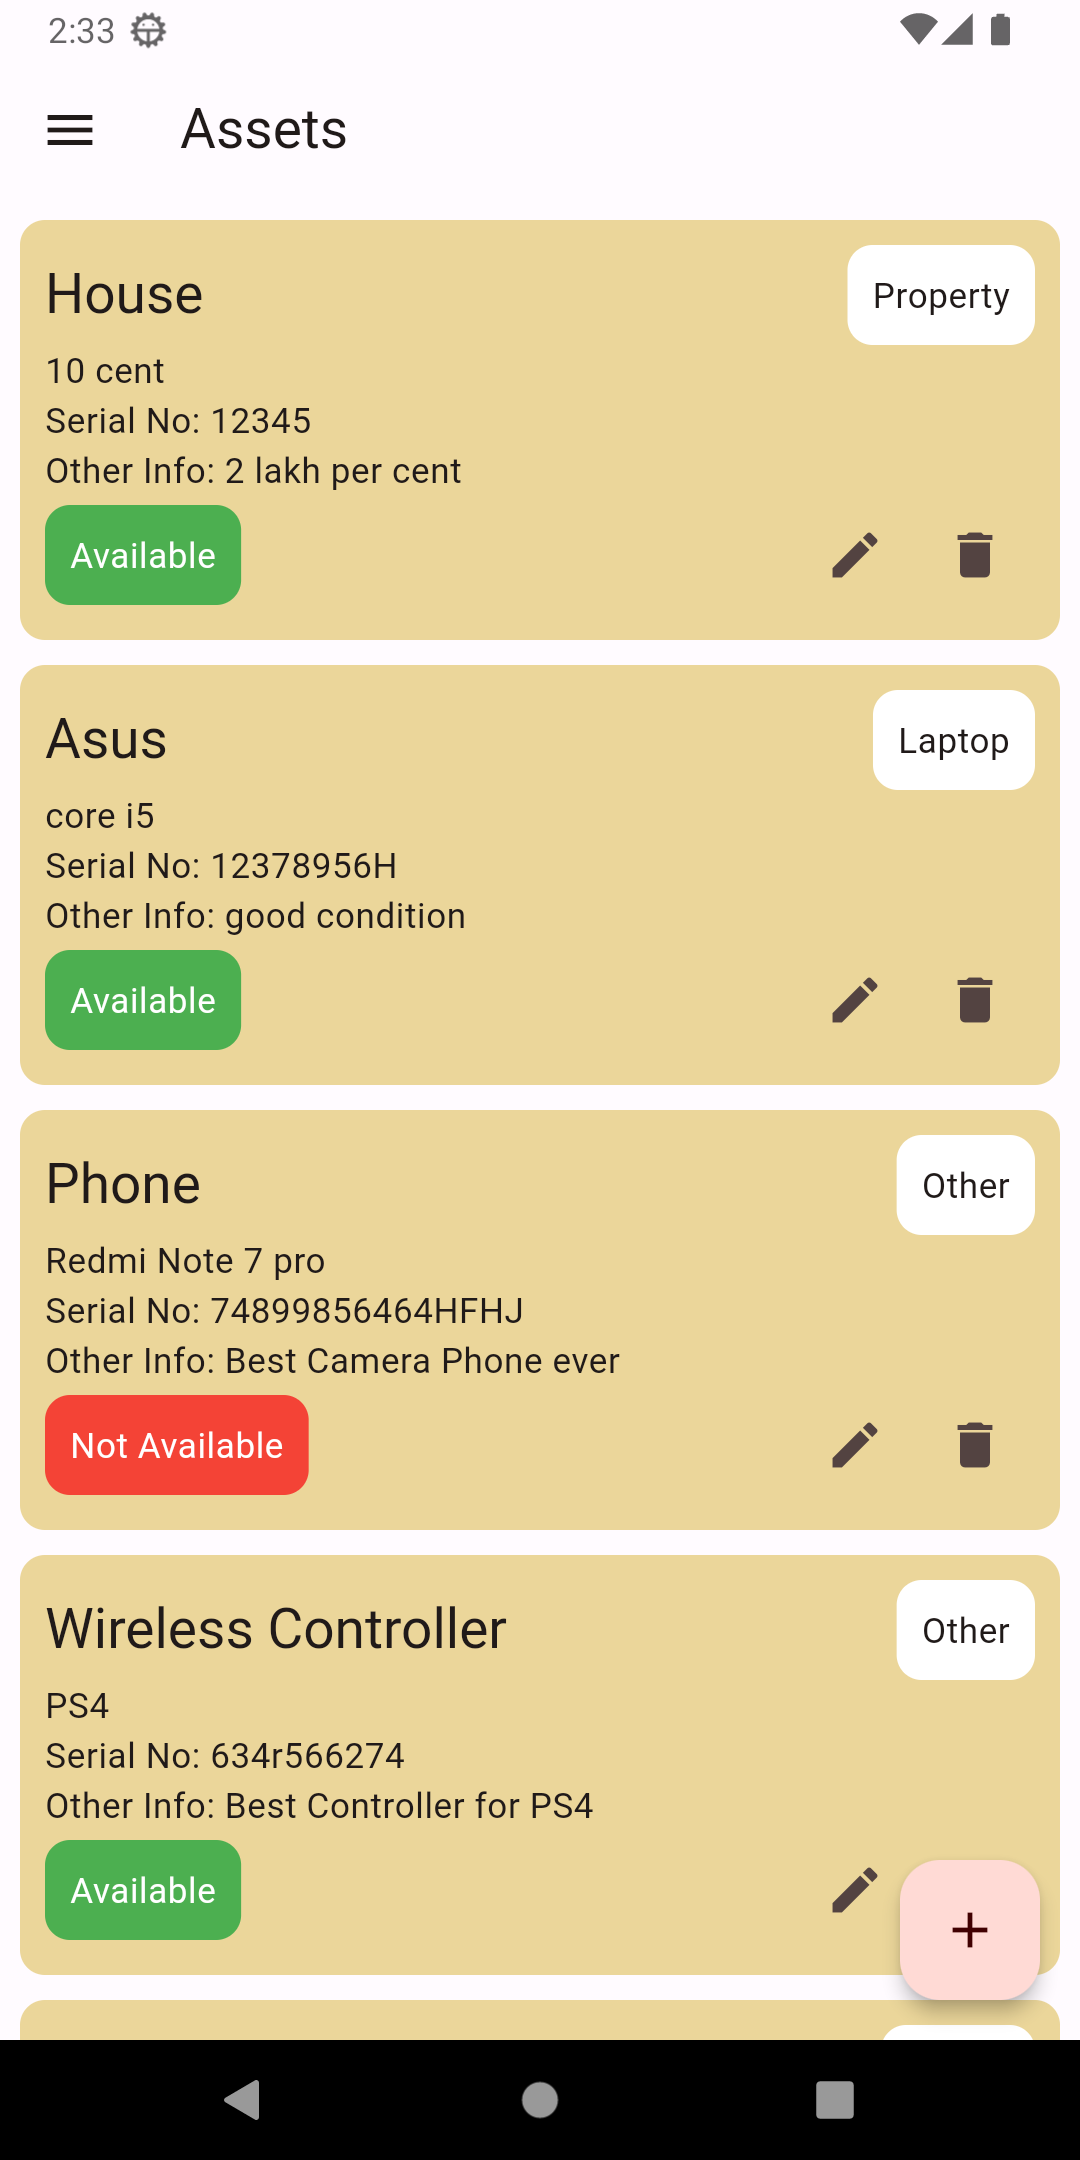 2:33
Assets
House
Property
10 cent
Serial No: 12345
Other Info: 2 lakh per cent
Available
Asus
Laptop
core i5
Serial No: 12378956H
Other Info: good condition
Available
Phone
Other
Redmi Note 7 pro
Serial No: 74899856464HFHJ
Other Info: Best Camera Phone ever
Not Available
Wireless Controller
Other
PS4
Serial No: 634r566274
Other Info: Best Controller for PS4
Available